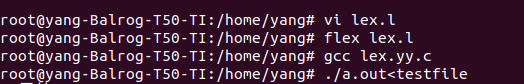 root@yang-Balrog-T50-TI:/home/yang# vi lex.l
root@yang-Balrog-T50-TI:/home/yang# flex lex.l
root@yang-Balrog-T50-TI:/home/yang# gcc lex.yy.c
root@yang-Balrog-T50-TI:/home/yang# ./a.out<testfile